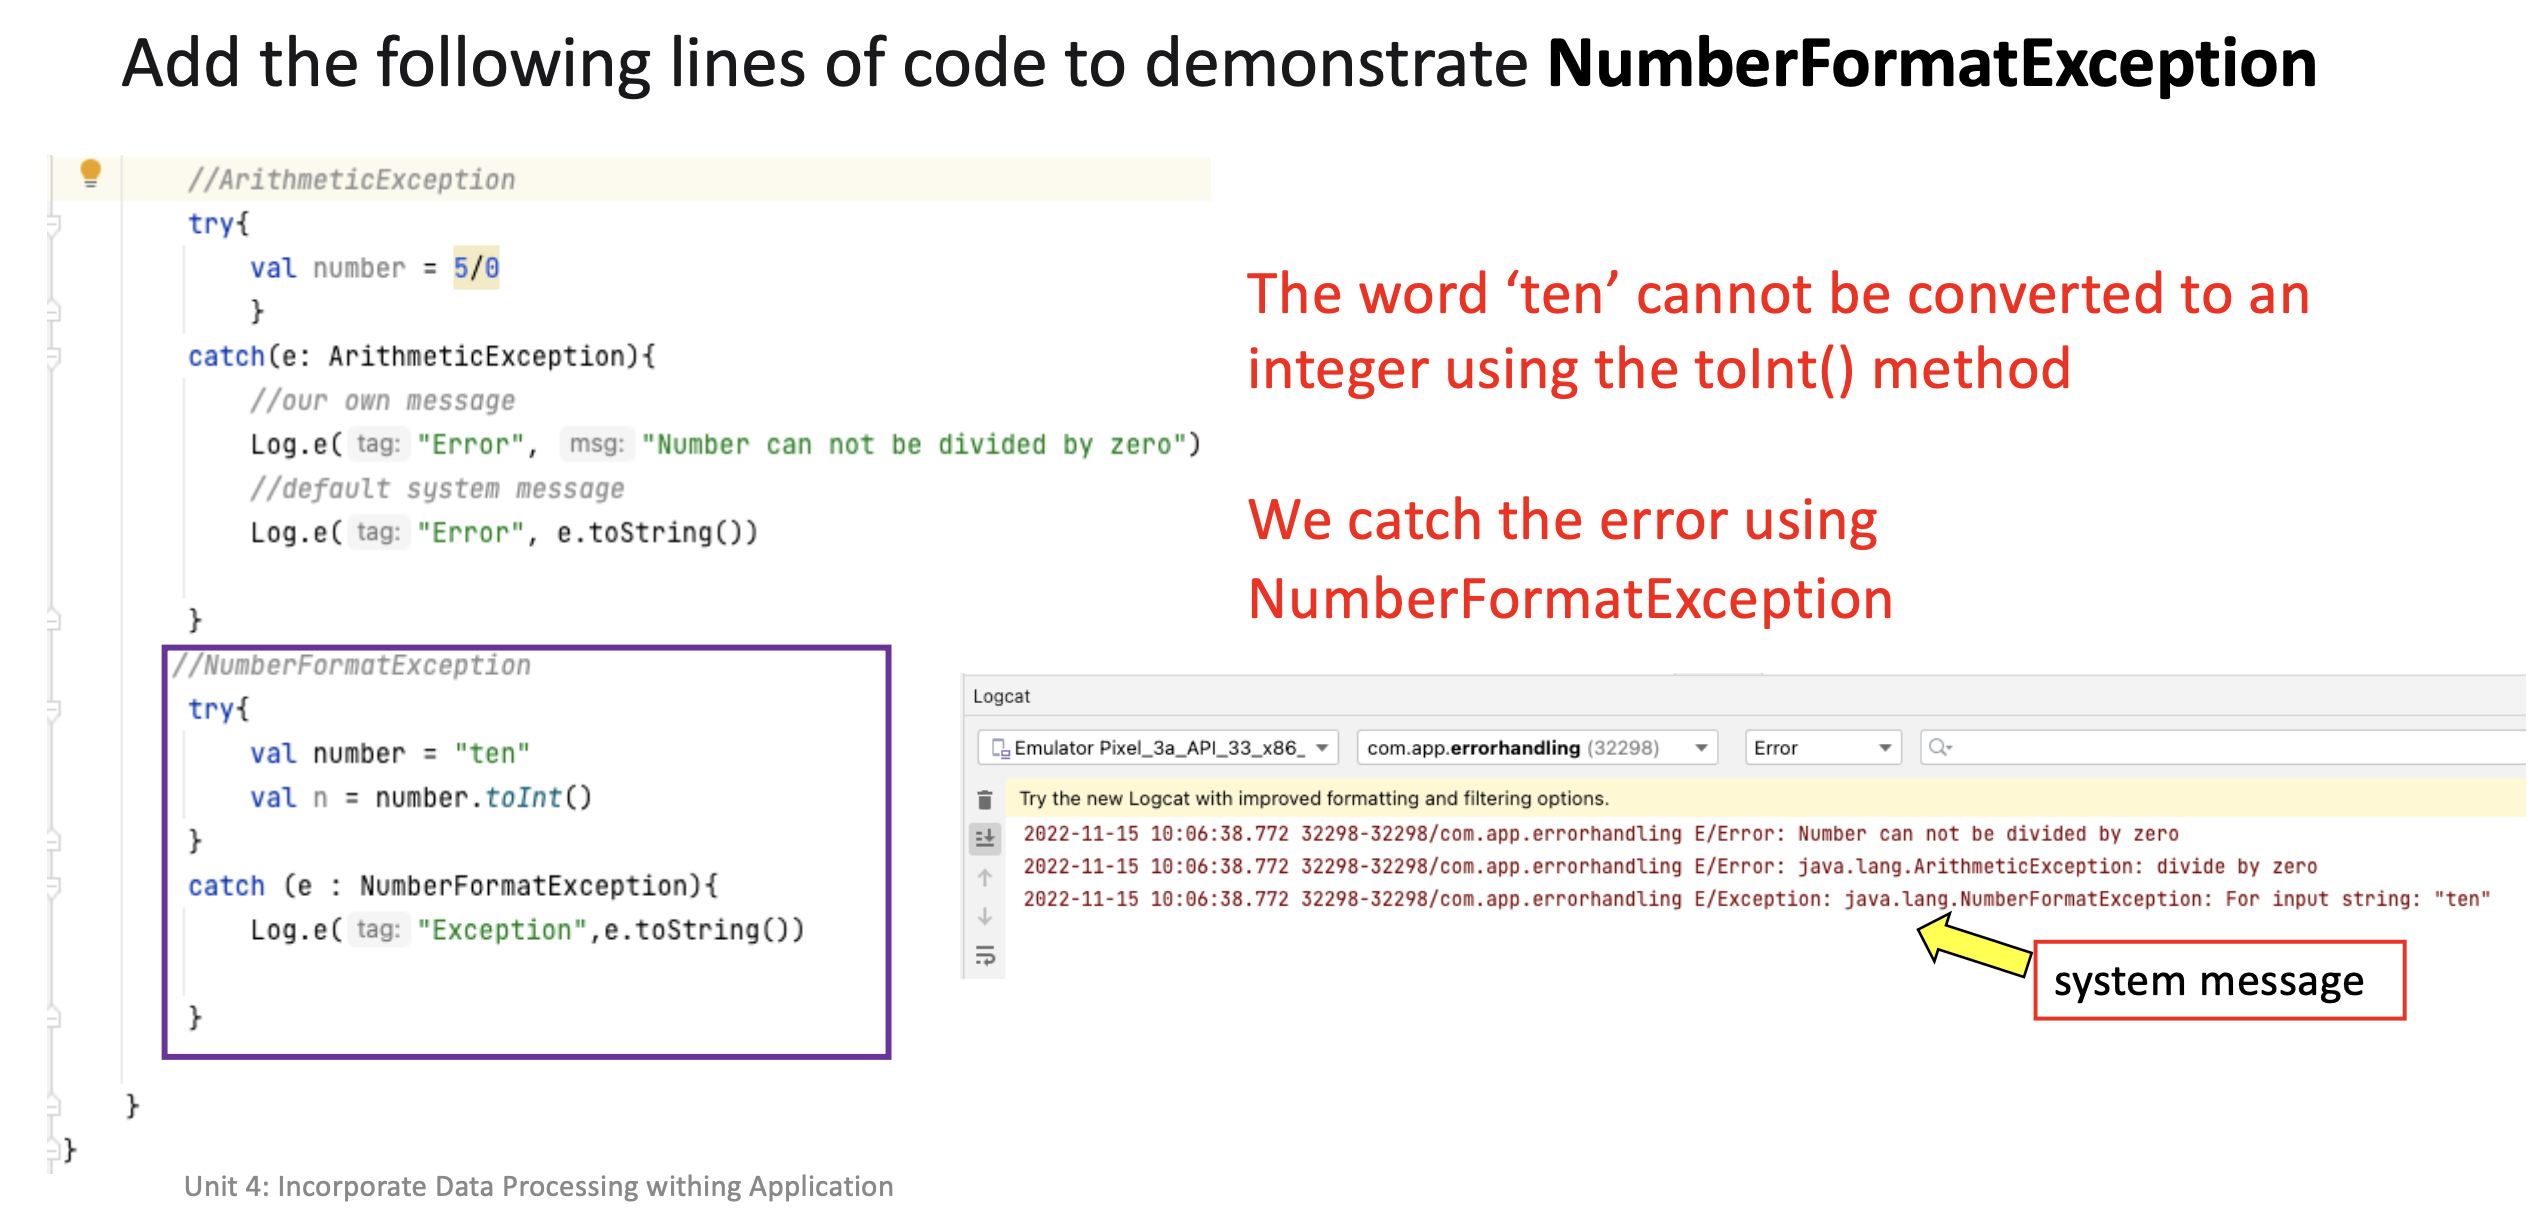 Add the following lines of code to demonstrate NumberFormatException
//ArithmeticException
try{
val number = 5/0
}
catch(e: ArithmeticException){
//our own message
Log.e( tag: "Error", msg: "Number can not be divided by zero")
//default system message
Log.e( tag: "Error", e.toString())
}
//NumberFormatException
try{
val number = "ten"
val n = number.toInt()
}
catch (e : NumberFormatException){
Log.e( tag: "Exception",e.toString())
}
}
}
The word ‘ten’ cannot be converted to an
integer using the toInt() method
We catch the error using
NumberFormatException
Logcat
Emulator Pixel_3a_API_33_x86_ com.app.errorhandling (32298) Error
Try the new Logcat with improved formatting and filtering options.
2022-11-15 10:06:38.772 32298-32298/com.app.errorhandling E/Error: Number can not be divided by zero
2022-11-15 10:06:38.772 32298-32298/com.app.errorhandling E/Error: java.lang.ArithmeticException: divide by zero
2022-11-15 10:06:38.772 32298-32298/com.app.errorhandling E/Exception: java.lang.NumberFormatException: For input string: "ten"
system message
Unit 4: Incorporate Data Processing withing Application